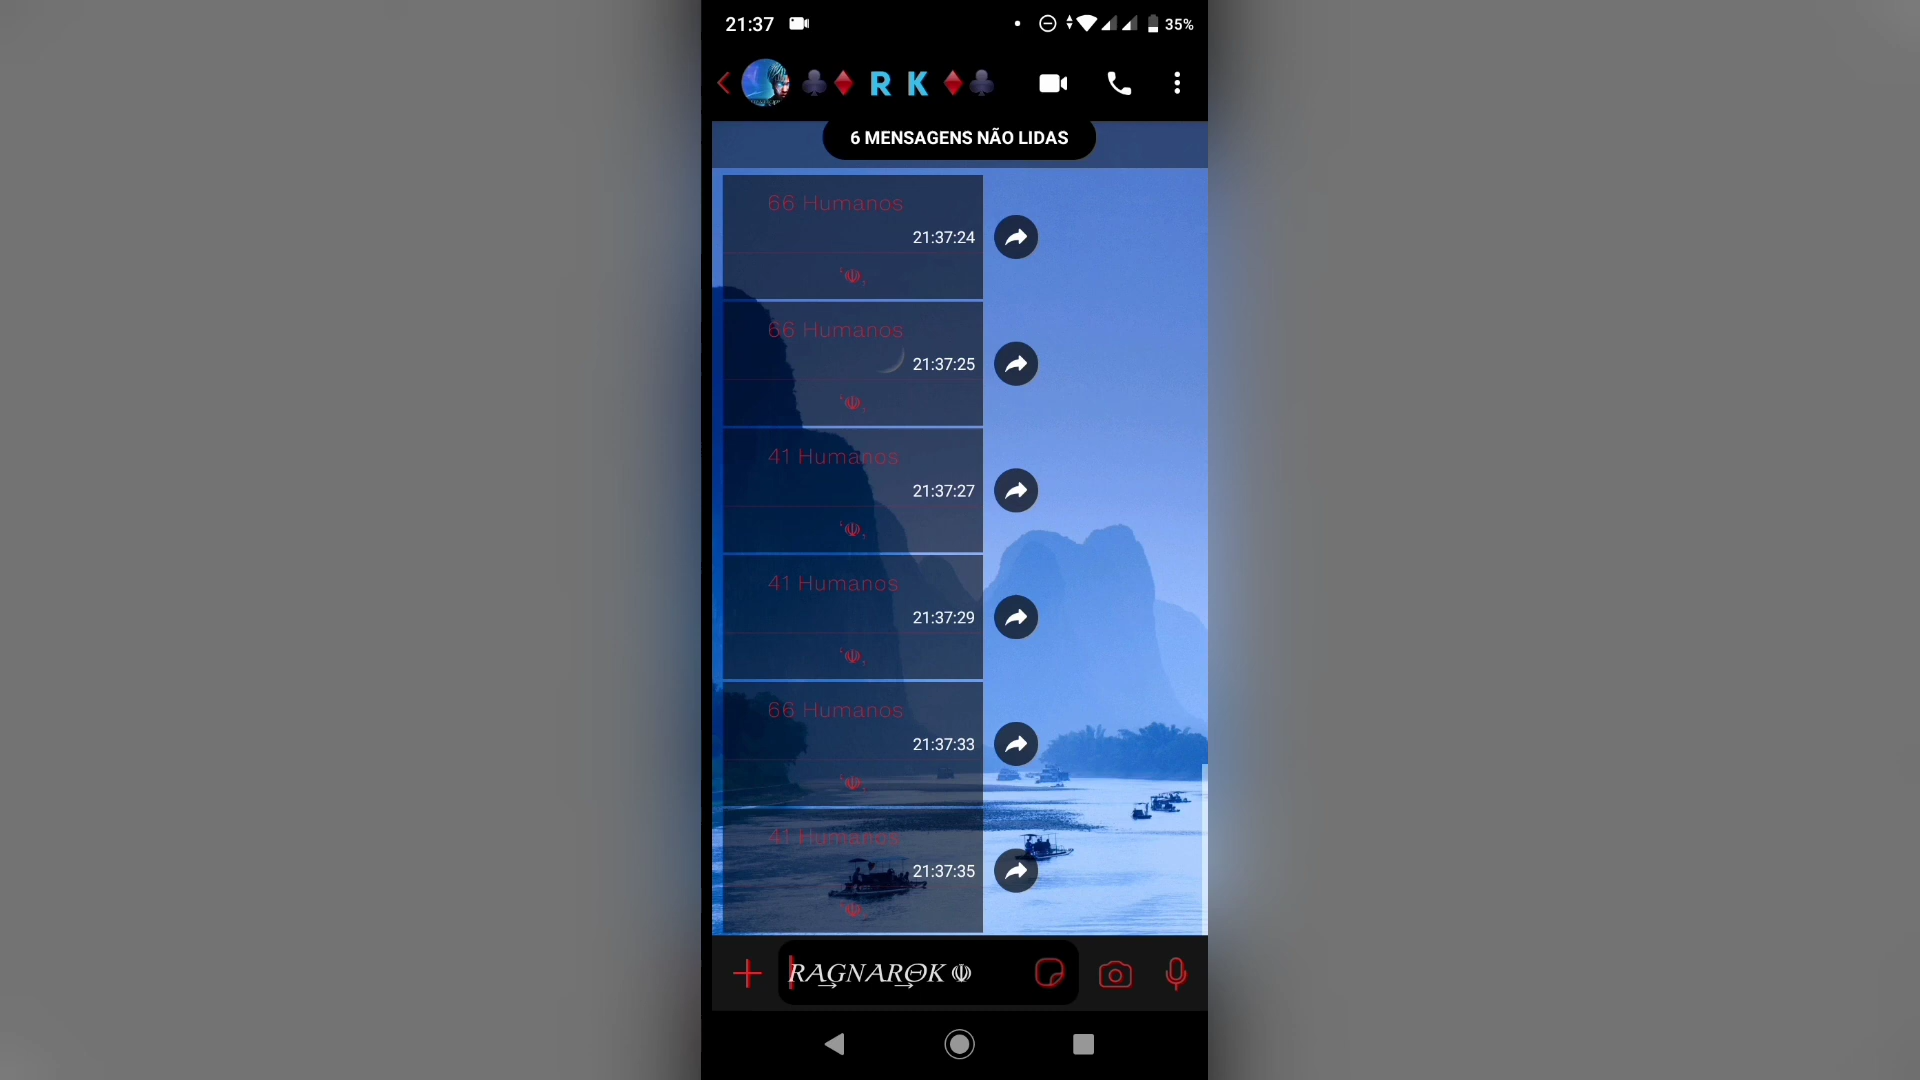 21:37
35%
♣️♦️ R K ♦️♣️
6 MENSAGENS NÃO LIDAS
66 Humanos
21:37:24
‘☫,
66 Humanos
21:37:25
‘☫,
41 Humanos
21:37:27
‘☫,
41 Humanos
21:37:29
‘☫,
66 Humanos
21:37:33
‘☫,
41 Humanos
21:37:35
‘☫,
RAGNARΘK ☫